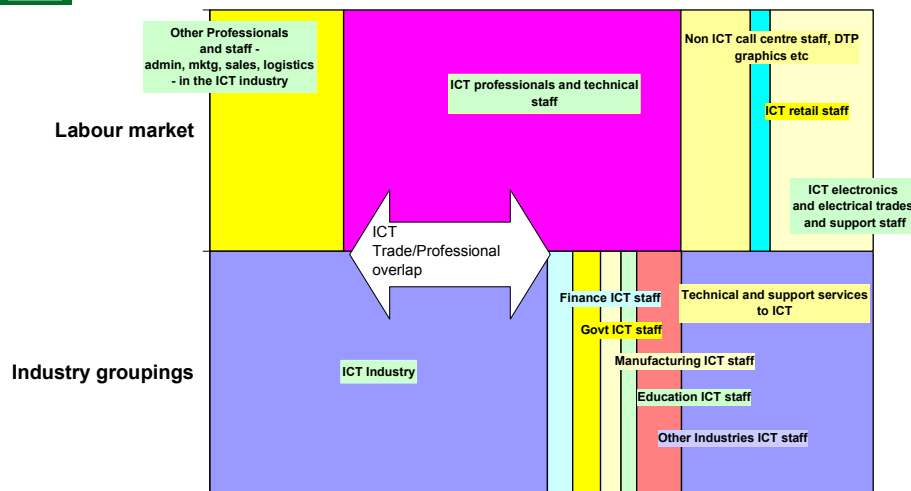 Other Professionals
and staff -
admin, mktg, sales, logistics
- in the ICT industry
ICT professionals and technical
staff
Non ICT call centre staff, DTP
graphics etc
ICT retail staff
ICT electronics
and electrical trades
and support staff
Labour market
ICT
Trade/Professional
overlap
Finance ICT staff
Technical and support services
to ICT
Govt ICT staff
Manufacturing ICT staff
Industry groupings
ICT Industry
Education ICT staff
Other Industries ICT staff